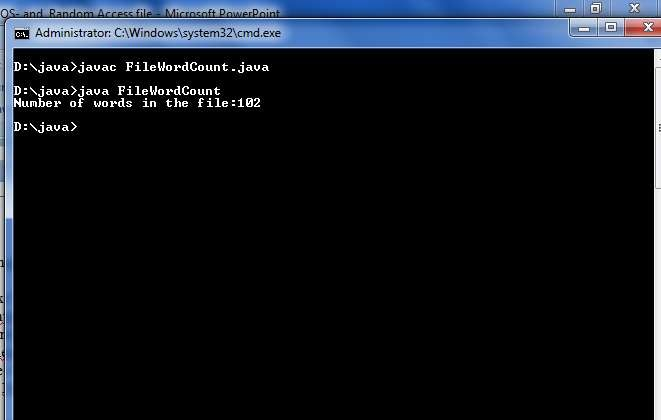 OS- and Random Access file - Microsoft PowerPoint
Administrator: C:\Windows\system32\cmd.exe
D:\java>javac FileWordCount.java
D:\java>java FileWordCount
Number of words in the file:102
D:\java>